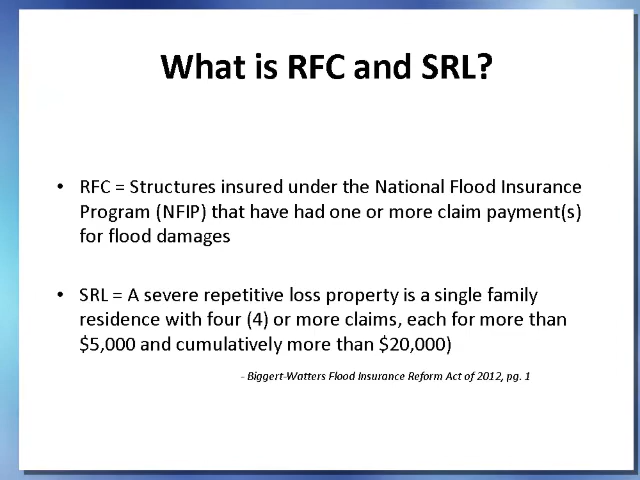 What is RFC and SRL?
• RFC = Structures insured under the National Flood Insurance
Program (NFIP) that have had one or more claim payment(s)
for flood damages
• SRL = A severe repetitive loss property is a single family
residence with four (4) or more claims, each for more than
$5,000 and cumulatively more than $20,000)
- Biggert-Watters Flood Insurance Reform Act of 2012, pg. 1